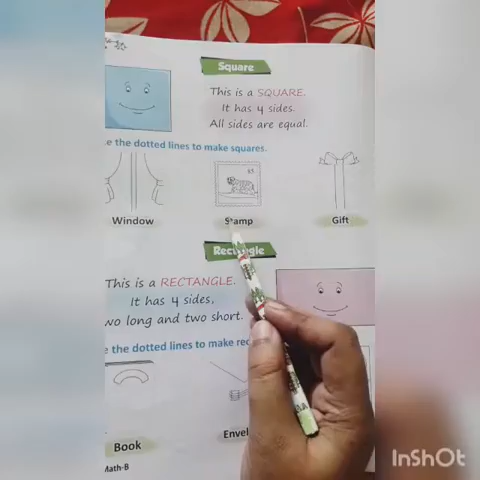 Square
This is a SQUARE.
It has 4 sides.
All sides are equal.
e the dotted lines to make squares.
Window
Stamp
Gift
Rectangle
This is a RECTANGLE.
It has 4 sides,
wo long and two short.
e the dotted lines to make rec
Book
Envel
Math-B
InShOt